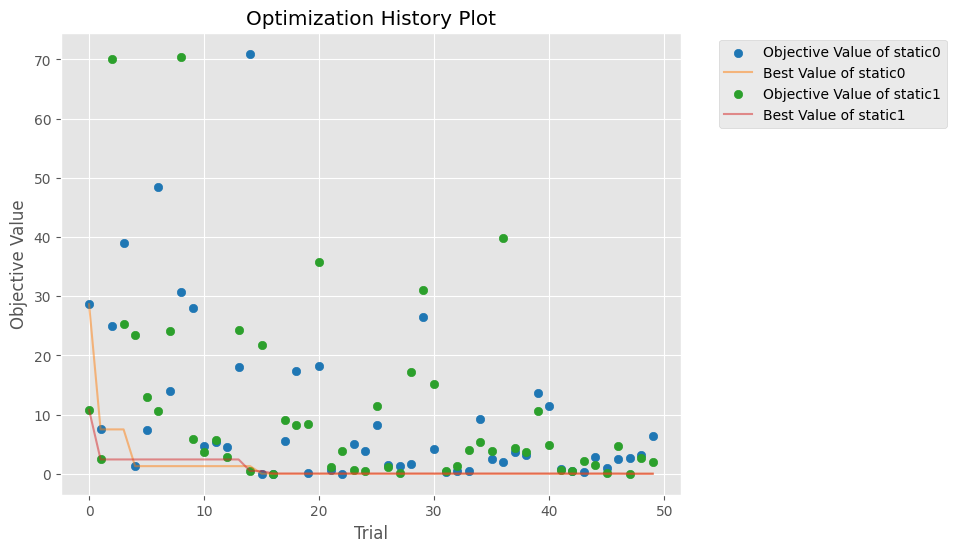 Optimization History Plot
Objective Value of static0
Best Value of static0
Objective Value of static1
Best Value of static1
70
60
50
40
30
20
10
0
Objective Value
0 10 20 30 40 50
Trial